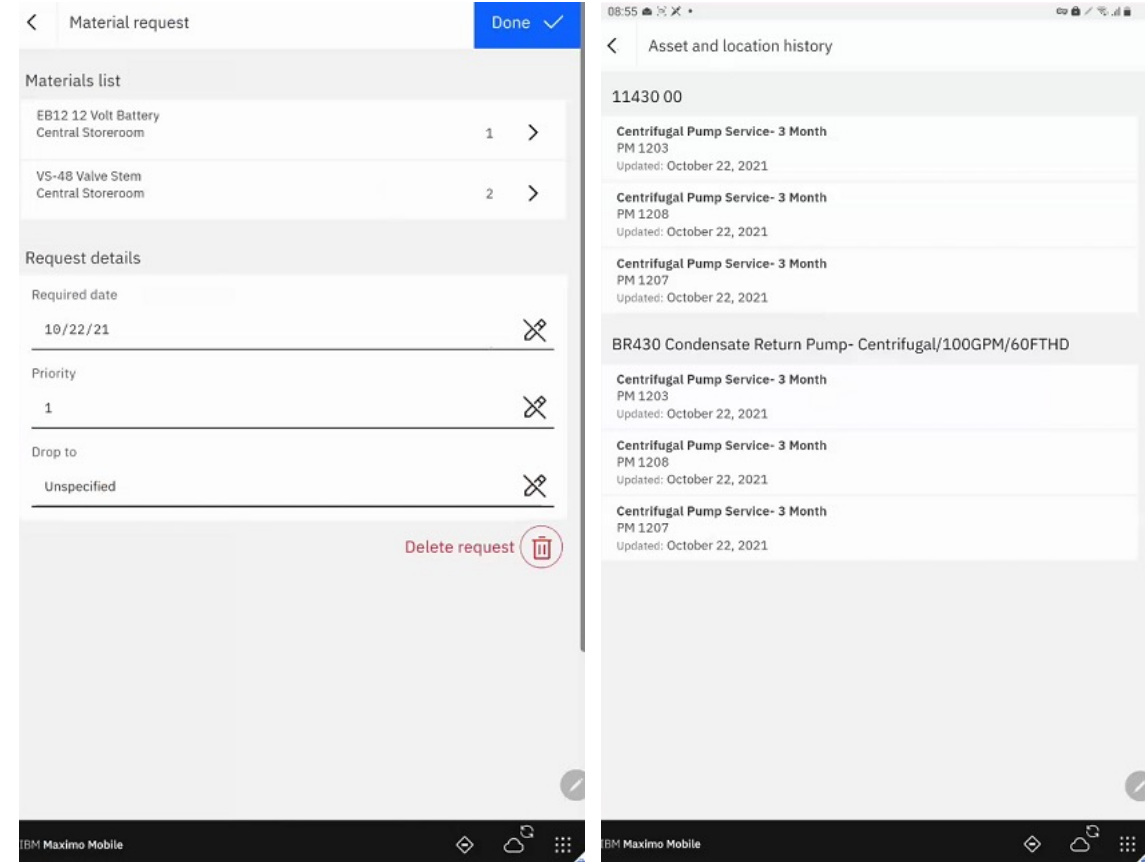 Material request
Done
Materials list
EB12 12 Volt Battery
Central Storeroom
1
VS-48 Valve Stem
Central Storeroom
2
Request details
Required date
10/22/21
Priority
1
Drop to
Unspecified
Delete request
IBM Maximo Mobile
08:55
Asset and location history
11430 00
Centrifugal Pump Service- 3 Month
PM 1203
Updated: October 22, 2021
Centrifugal Pump Service- 3 Month
PM 1208
Updated: October 22, 2021
Centrifugal Pump Service- 3 Month
PM 1207
Updated: October 22, 2021
BR430 Condensate Return Pump- Centrifugal/100GPM/60FTHD
Centrifugal Pump Service- 3 Month
PM 1203
Updated: October 22, 2021
Centrifugal Pump Service- 3 Month
PM 1208
Updated: October 22, 2021
Centrifugal Pump Service- 3 Month
PM 1207
Updated: October 22, 2021
IBM Maximo Mobile